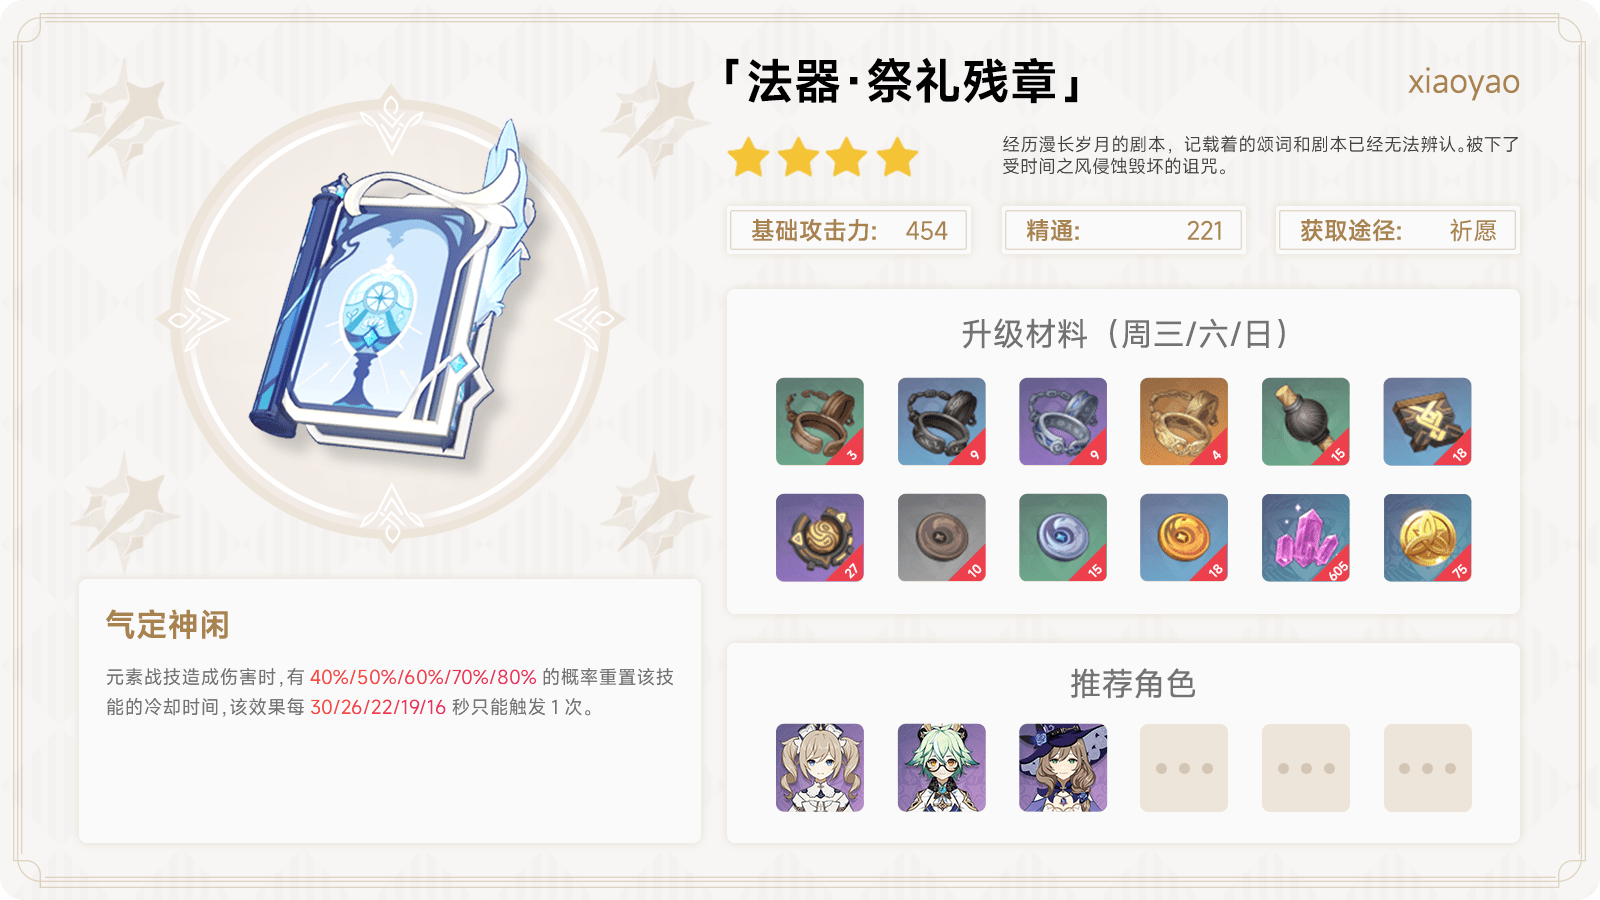 「法器·祭礼残章」
xiaoyao
经历漫长岁月的剧本，记载着的颂词和剧本已经无法辨认。被下了
受时间之风侵蚀毁坏的诅咒。
基础攻击力: 454
精通: 221
获取途径: 祈愿
升级材料（周三/六/日）
3 9 9 4 15 18
27 10 15 18 605 75
气定神闲
元素战技造成伤害时,有 40%/50%/60%/70%/80% 的概率重置该技
能的冷却时间,该效果每 30/26/22/19/16 秒只能触发 1 次。
推荐角色